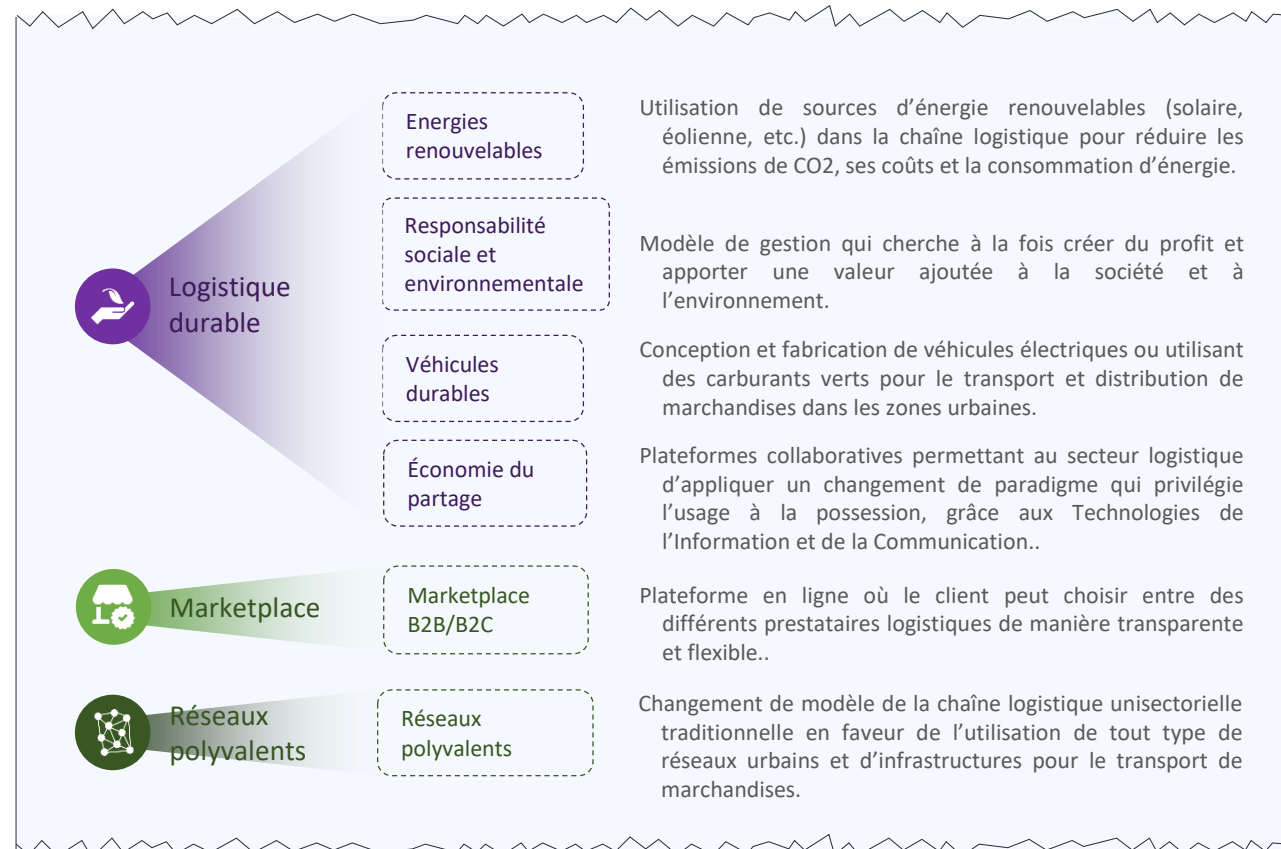 Energies
renouvelables
Utilisation de sources d’énergie renouvelables (solaire,
éolienne, etc.) dans la chaîne logistique pour réduire les
émissions de CO2, ses coûts et la consommation d’énergie.
Logistique
durable
Responsabilité
sociale et
environnementale
Modèle de gestion qui cherche à la fois créer du profit et
apporter une valeur ajoutée à la société et à
l’environnement.
Véhicules
durables
Conception et fabrication de véhicules électriques ou utilisant
des carburants verts pour le transport et distribution de
marchandises dans les zones urbaines.
Économie du
partage
Plateformes collaboratives permettant au secteur logistique
d’appliquer un changement de paradigme qui privilégie
l’usage à la possession, grâce aux Technologies de
l’Information et de la Communication..
Marketplace
Marketplace
B2B/B2C
Plateforme en ligne où le client peut choisir entre des
différents prestataires logistiques de manière transparente
et flexible..
Réseaux
polyvalents
Réseaux
polyvalents
Changement de modèle de la chaîne logistique unisectorielle
traditionnelle en faveur de l’utilisation de tout type de
réseaux urbains et d’infrastructures pour le transport de
marchandises.